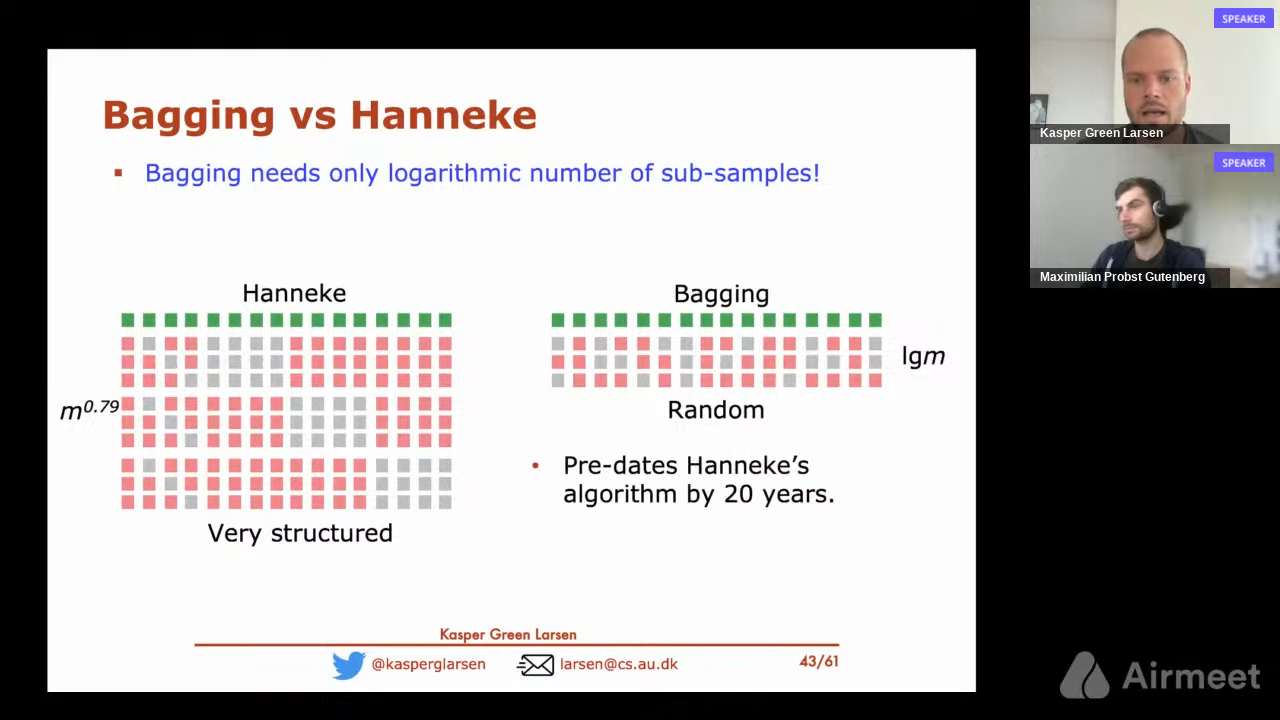 Bagging vs Hanneke
Bagging needs only logarithmic number of sub-samples!
Hanneke
m^0.79
Very structured
Bagging
lgm
Random
Pre-dates Hanneke's
algorithm by 20 years.
Kasper Green Larsen
@kasperglarsen
larsen@cs.au.dk
43/61
SPEAKER
Kasper Green Larsen
SPEAKER
Maximilian Probst Gutenberg
Airmeet